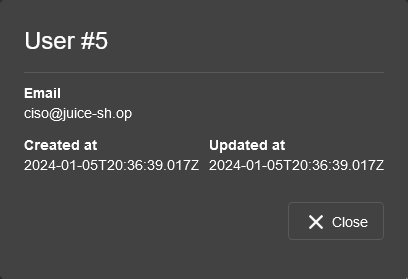 User #5
Email
ciso@juice-sh.op
Created at Updated at
2024-01-05T20:36:39.017Z 2024-01-05T20:36:39.017Z
Close